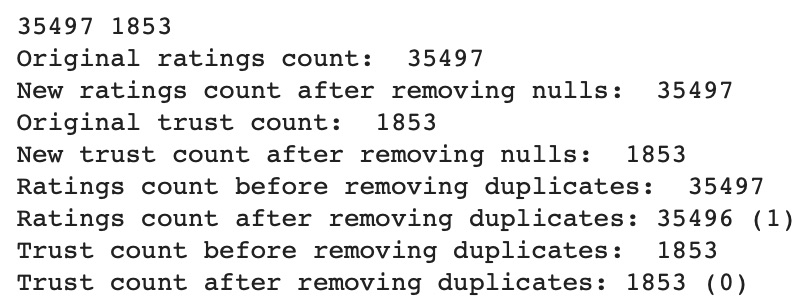 35497 1853
Original ratings count:  35497
New ratings count after removing nulls:  35497
Original trust count:  1853
New trust count after removing nulls:  1853
Ratings count before removing duplicates:  35497
Ratings count after removing duplicates: 35496 (1)
Trust count before removing duplicates:  1853
Trust count after removing duplicates: 1853 (0)